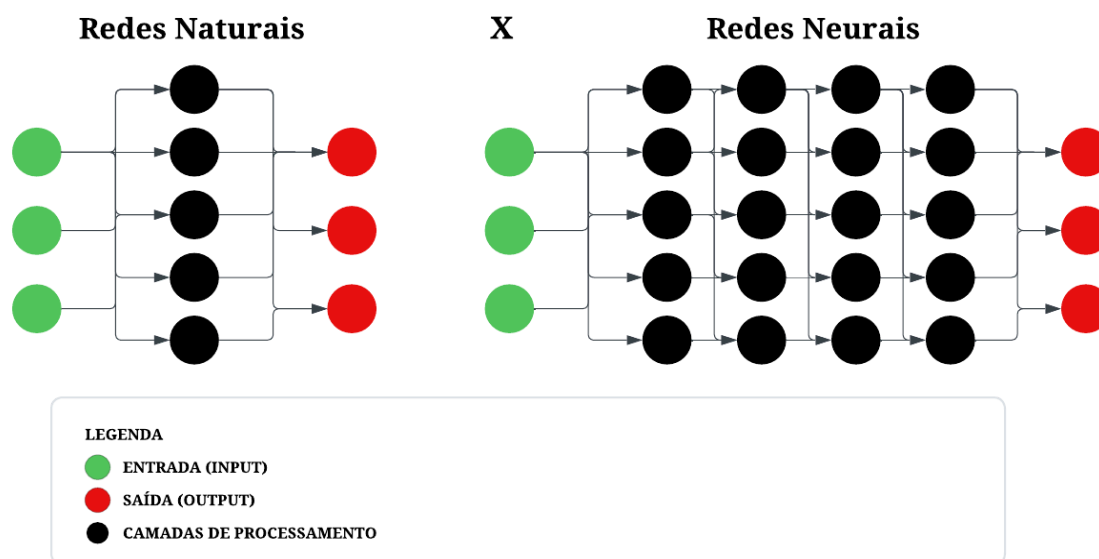 Redes Naturais X Redes Neurais
LEGENDA
ENTRADA (INPUT)
SAÍDA (OUTPUT)
CAMADAS DE PROCESSAMENTO